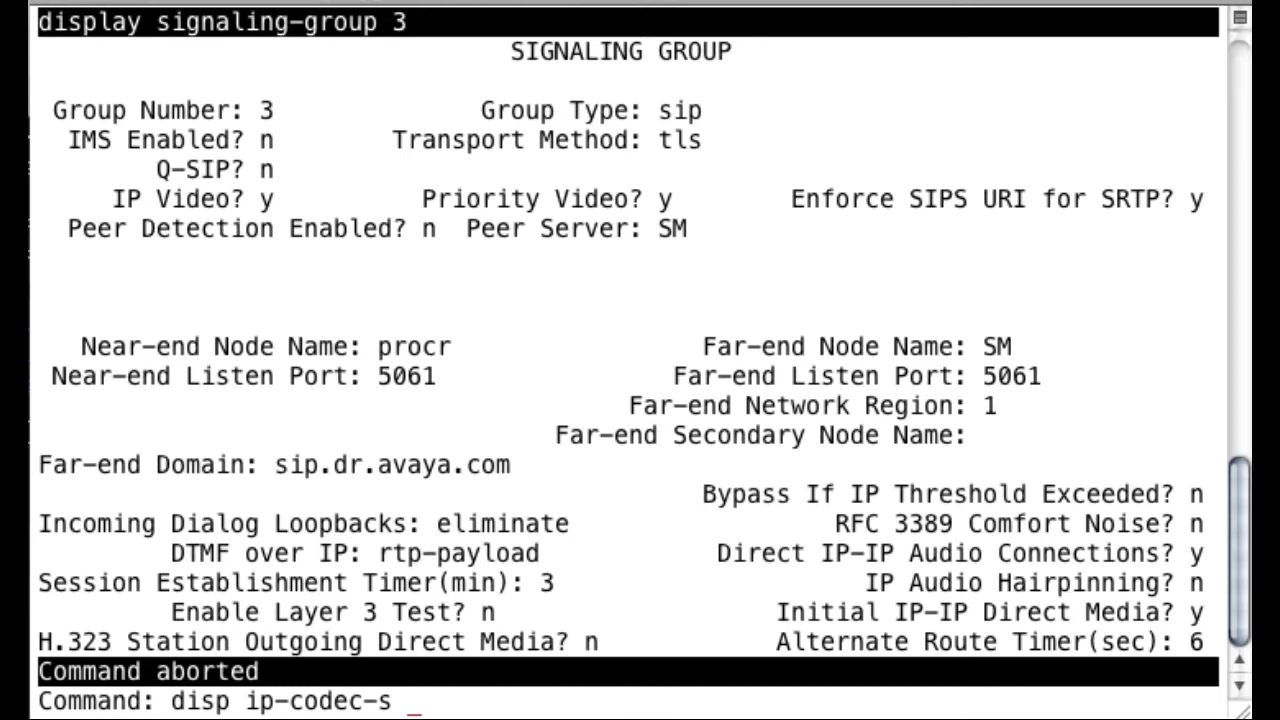 display signaling-group 3
SIGNALING GROUP
Group Number: 3 Group Type: sip
IMS Enabled? n Transport Method: tls
Q-SIP? n
IP Video? y Priority Video? y Enforce SIPS URI for SRTP? y
Peer Detection Enabled? n Peer Server: SM
Near-end Node Name: procr Far-end Node Name: SM
Near-end Listen Port: 5061 Far-end Listen Port: 5061
Far-end Network Region: 1
Far-end Secondary Node Name:
Far-end Domain: sip.dr.avaya.com
Bypass If IP Threshold Exceeded? n
Incoming Dialog Loopbacks: eliminate RFC 3389 Comfort Noise? n
DTMF over IP: rtp-payload Direct IP-IP Audio Connections? y
Session Establishment Timer(min): 3 IP Audio Hairpinning? n
Enable Layer 3 Test? n Initial IP-IP Direct Media? y
H.323 Station Outgoing Direct Media? n Alternate Route Timer(sec): 6
Command aborted
Command: disp ip-codec-s _